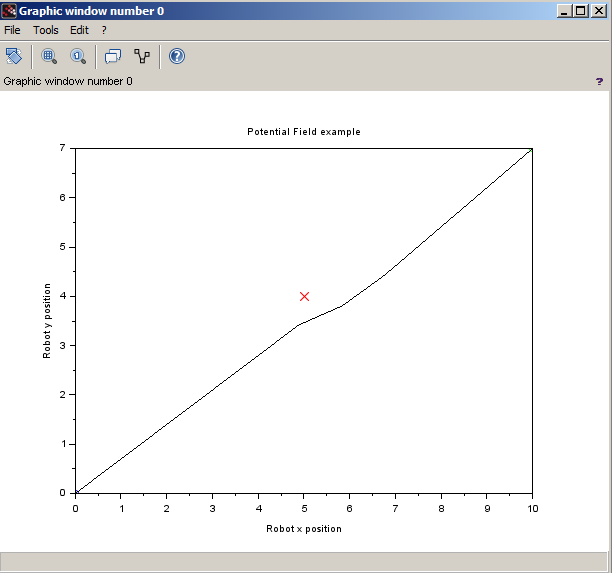 Graphic window number 0
File Tools Edit ?
Graphic window number 0 ?
Potential Field example
7
6
5
4
3
2
1
0
Robot y position
0 1 2 3 4 5 6 7 8 9 10
Robot x position